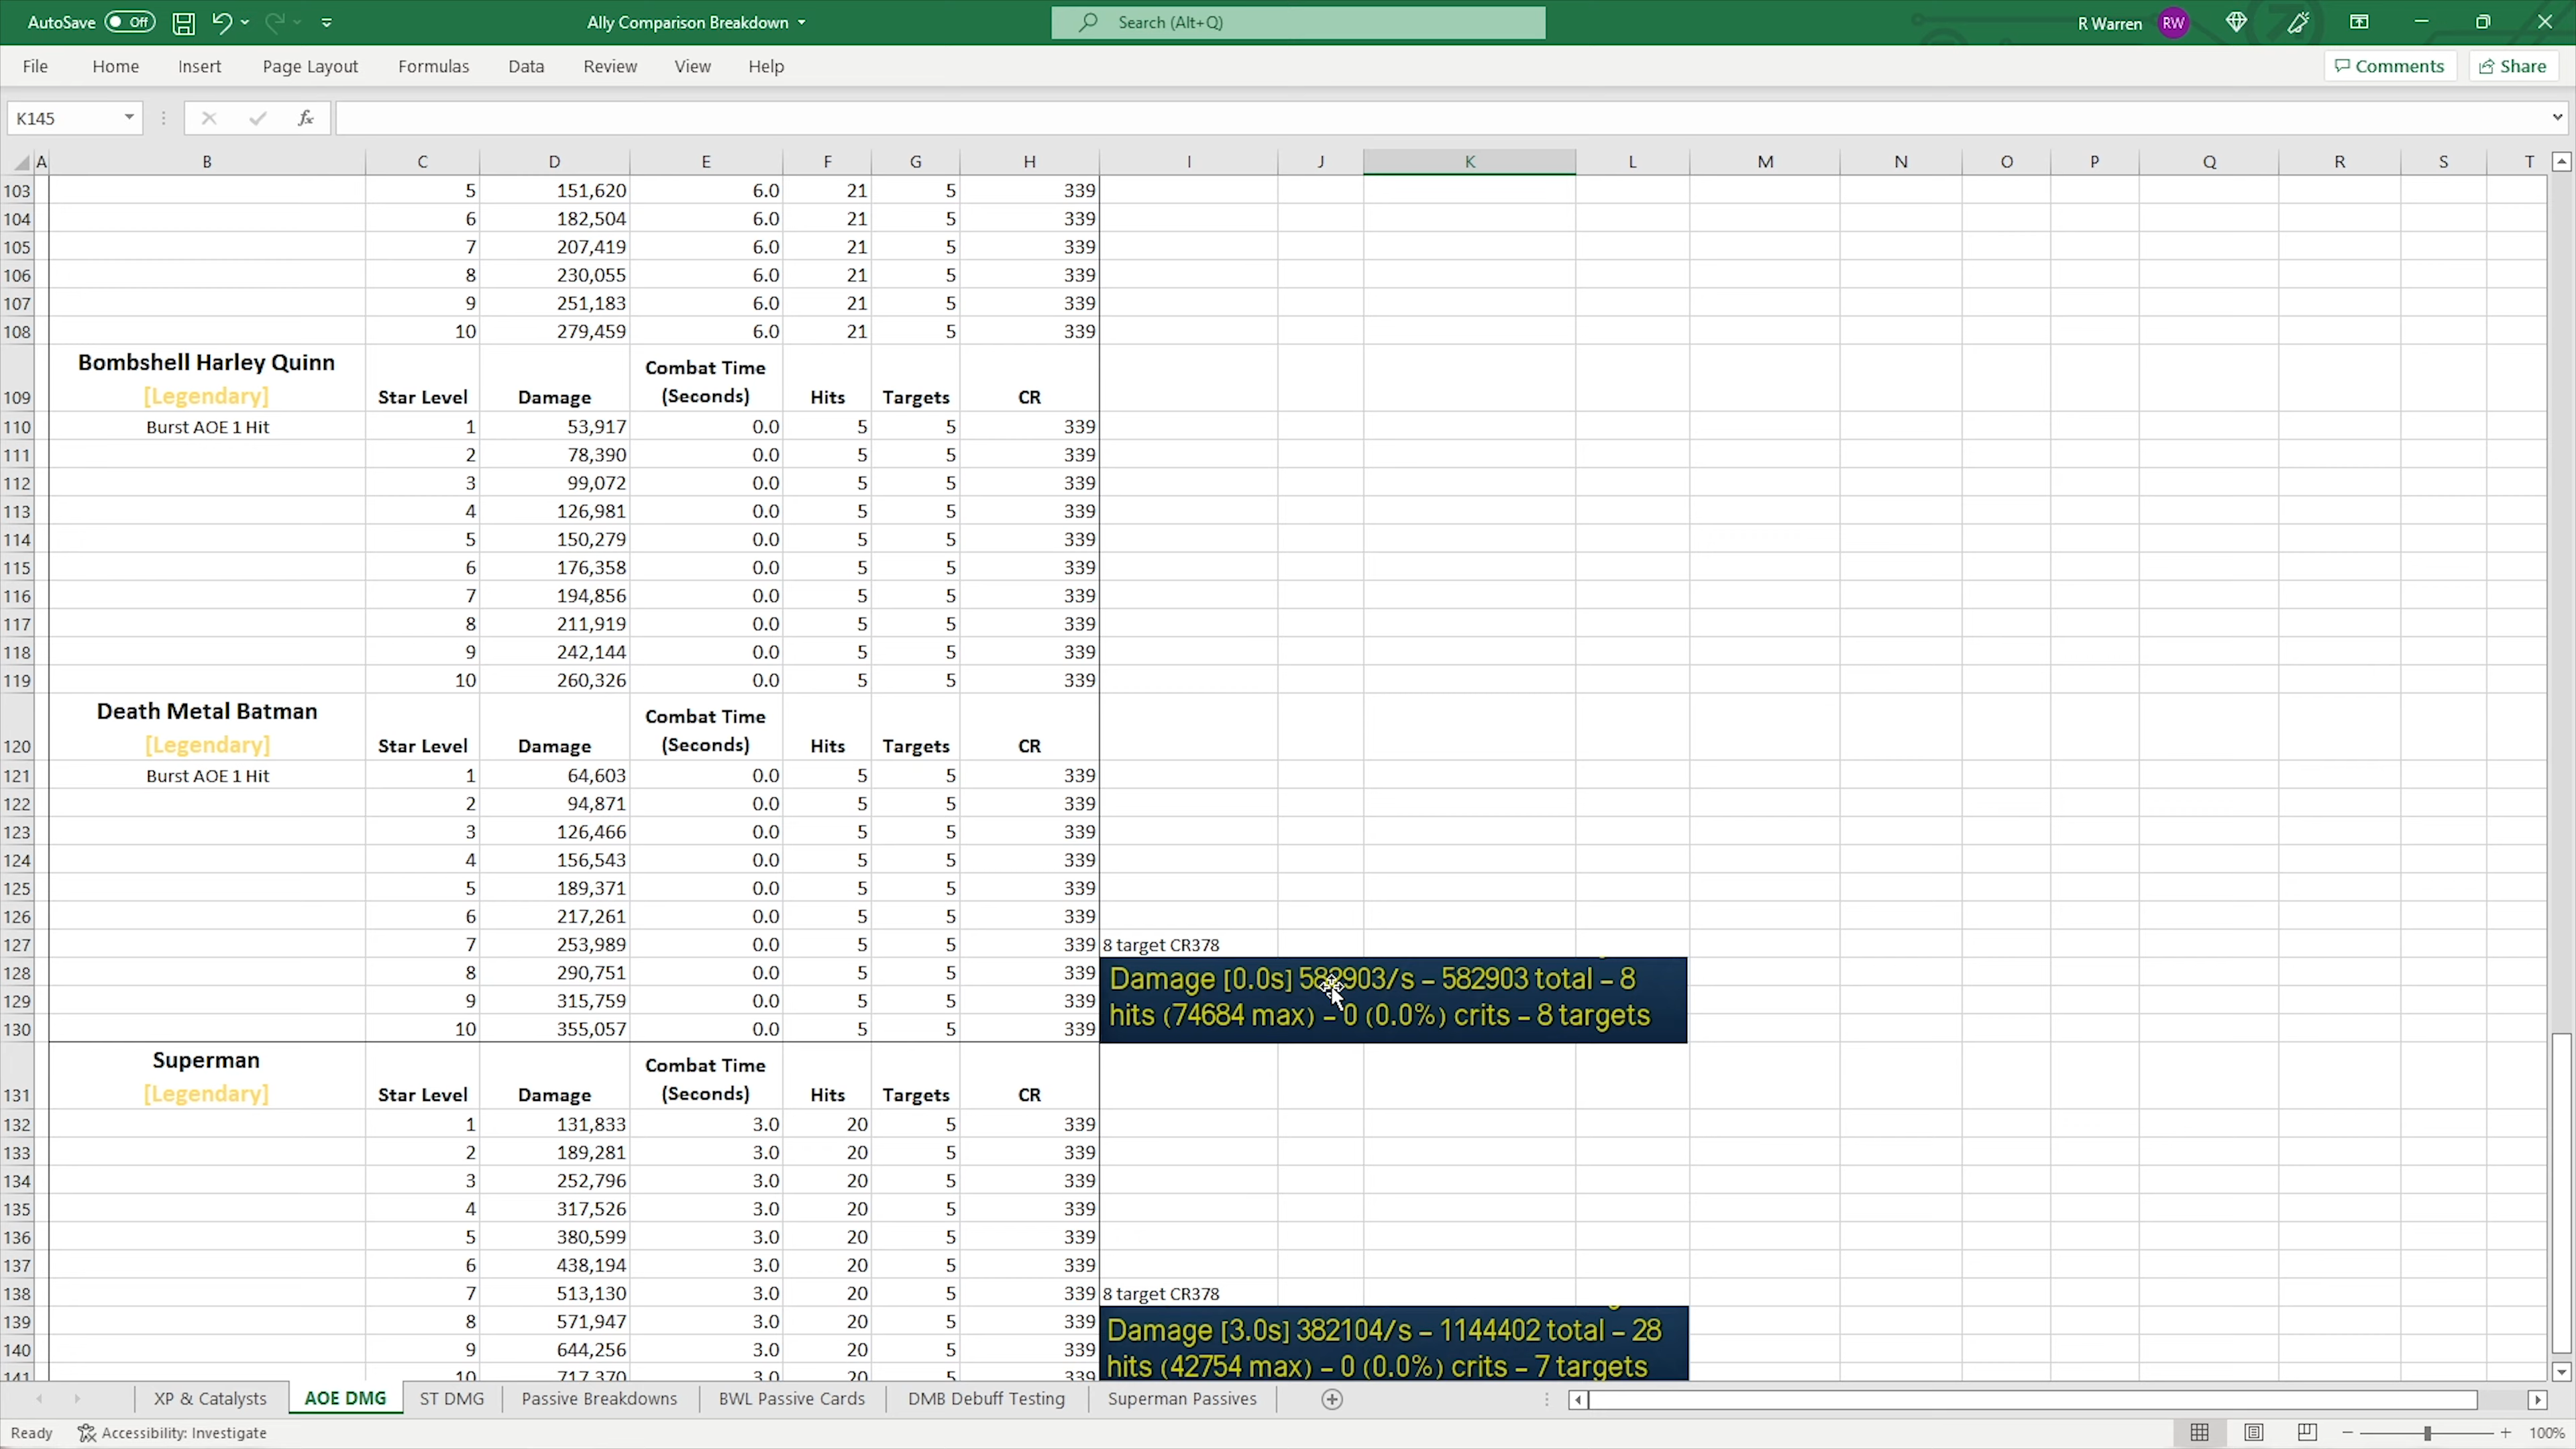 AutoSave Off Ally Comparison Breakdown Search (Alt+Q) R Warren RW
File Home Insert Page Layout Formulas Data Review View Help Comments Share
K145 fx
A B C D E F G H I J K L M N O P Q R S T
103 5 151,620 6.0 21 5 339
104 6 182,504 6.0 21 5 339
105 7 207,419 6.0 21 5 339
106 8 230,055 6.0 21 5 339
107 9 251,183 6.0 21 5 339
108 10 279,459 6.0 21 5 339
Bombshell Harley Quinn Combat Time
109 [Legendary] Star Level Damage (Seconds) Hits Targets CR
110 Burst AOE 1 Hit 1 53,917 0.0 5 5 339
111 2 78,390 0.0 5 5 339
112 3 99,072 0.0 5 5 339
113 4 126,981 0.0 5 5 339
114 5 150,279 0.0 5 5 339
115 6 176,358 0.0 5 5 339
116 7 194,856 0.0 5 5 339
117 8 211,919 0.0 5 5 339
118 9 242,144 0.0 5 5 339
119 10 260,326 0.0 5 5 339
Death Metal Batman Combat Time
120 [Legendary] Star Level Damage (Seconds) Hits Targets CR
121 Burst AOE 1 Hit 1 64,603 0.0 5 5 339
122 2 94,871 0.0 5 5 339
123 3 126,466 0.0 5 5 339
124 4 156,543 0.0 5 5 339
125 5 189,371 0.0 5 5 339
126 6 217,261 0.0 5 5 339
127 7 253,989 0.0 5 5 339 8 target CR378
128 8 290,751 0.0 5 5 339 Damage [0.0s] 582903/s – 582903 total – 8
129 9 315,759 0.0 5 5 339 hits (74684 max) – 0 (0.0%) crits – 8 targets
130 10 355,057 0.0 5 5 339
Superman Combat Time
131 [Legendary] Star Level Damage (Seconds) Hits Targets CR
132 1 131,833 3.0 20 5 339
133 2 189,281 3.0 20 5 339
134 3 252,796 3.0 20 5 339
135 4 317,526 3.0 20 5 339
136 5 380,599 3.0 20 5 339
137 6 438,194 3.0 20 5 339
138 7 513,130 3.0 20 5 339 8 target CR378
139 8 571,947 3.0 20 5 339 Damage [3.0s] 382104/s – 1144402 total – 28
140 9 644,256 3.0 20 5 339 hits (42754 max) – 0 (0.0%) crits – 7 targets
141 10 717,370 3.0 20 5 339
XP & Catalysts AOE DMG ST DMG Passive Breakdowns BWL Passive Cards DMB Debuff Testing Superman Passives
Ready Accessibility: Investigate 100%